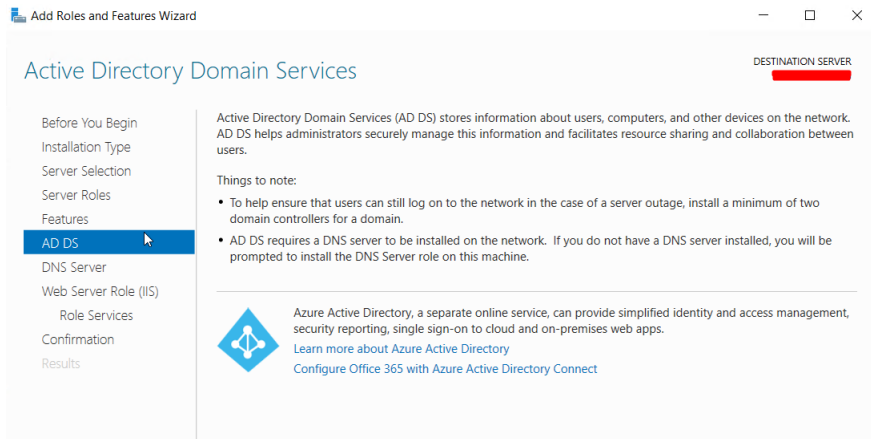 Add Roles and Features Wizard
Active Directory Domain Services
DESTINATION SERVER
Before You Begin
Installation Type
Server Selection
Server Roles
Features
AD DS
DNS Server
Web Server Role (IIS)
Role Services
Confirmation
Results
Active Directory Domain Services (AD DS) stores information about users, computers, and other devices on the network.
AD DS helps administrators securely manage this information and facilitates resource sharing and collaboration between
users.
Things to note:
• To help ensure that users can still log on to the network in the case of a server outage, install a minimum of two
domain controllers for a domain.
• AD DS requires a DNS server to be installed on the network.  If you do not have a DNS server installed, you will be
prompted to install the DNS Server role on this machine.
Azure Active Directory, a separate online service, can provide simplified identity and access management,
security reporting, single sign-on to cloud and on-premises web apps.
Learn more about Azure Active Directory
Configure Office 365 with Azure Active Directory Connect